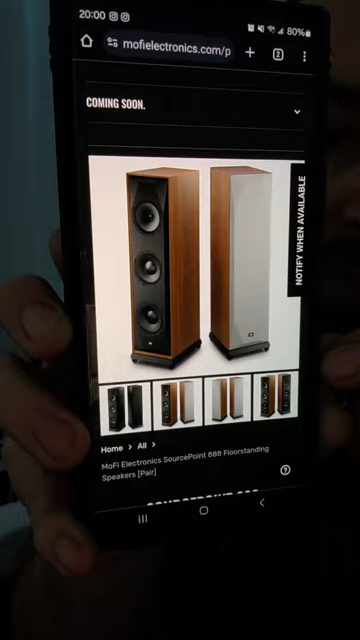 20:00
80%
mofielectronics.com/p
2
COMING SOON.
NOTIFY WHEN AVAILABLE
Home > All >
MoFi Electronics SourcePoint 888 Floorstanding
Speakers [Pair]